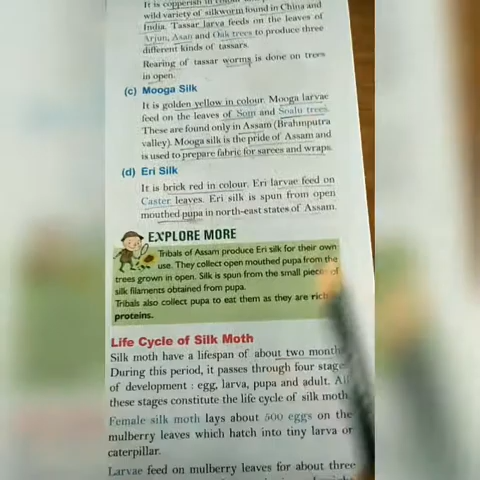 It is copperish in colour
wild variety of silkworm found in China and
India. Tassar larva feeds on the leaves of
Arjun, Asan and Oak trees to produce three
different kinds of tassars.
Rearing of tassar worms is done on trees
in open.
(c) Mooga Silk
It is golden yellow in colour. Mooga larvae
feed on the leaves of Som and Soalu trees.
These are found only in Assam (Brahmputra
valley). Mooga silk is the pride of Assam and
is used to prepare fabric for sarees and wraps.
(d) Eri Silk
It is brick red in colour. Eri larvae feed on
Caster leaves. Eri silk is spun from open
mouthed pupa in north-east states of Assam.
EXPLORE MORE
Tribals of Assam produce Eri silk for their own
use. They collect open mouthed pupa from the
trees grown in open. Silk is spun from the small pieces of
silk filaments obtained from pupa.
Tribals also collect pupa to eat them as they are rich
proteins.
Life Cycle of Silk Moth
Silk moth have a lifespan of about two month
During this period, it passes through four stage
of development : egg, larva, pupa and adult. All
these stages constitute the life cycle of silk moth.
Female silk moth lays about 500 eggs on the
mulberry leaves which hatch into tiny larva or
caterpillar.
Larvae feed on mulberry leaves for about three